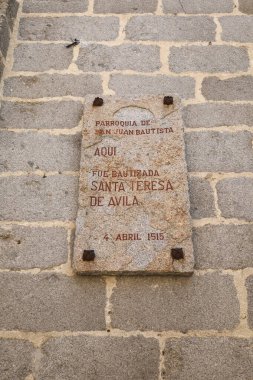 PARROQUIA DE
SAN JUAN BAUTISTA
AQUI
FUE BAUTIZADA
SANTA TERESA
DE AVILA
4 ABRIL 1515